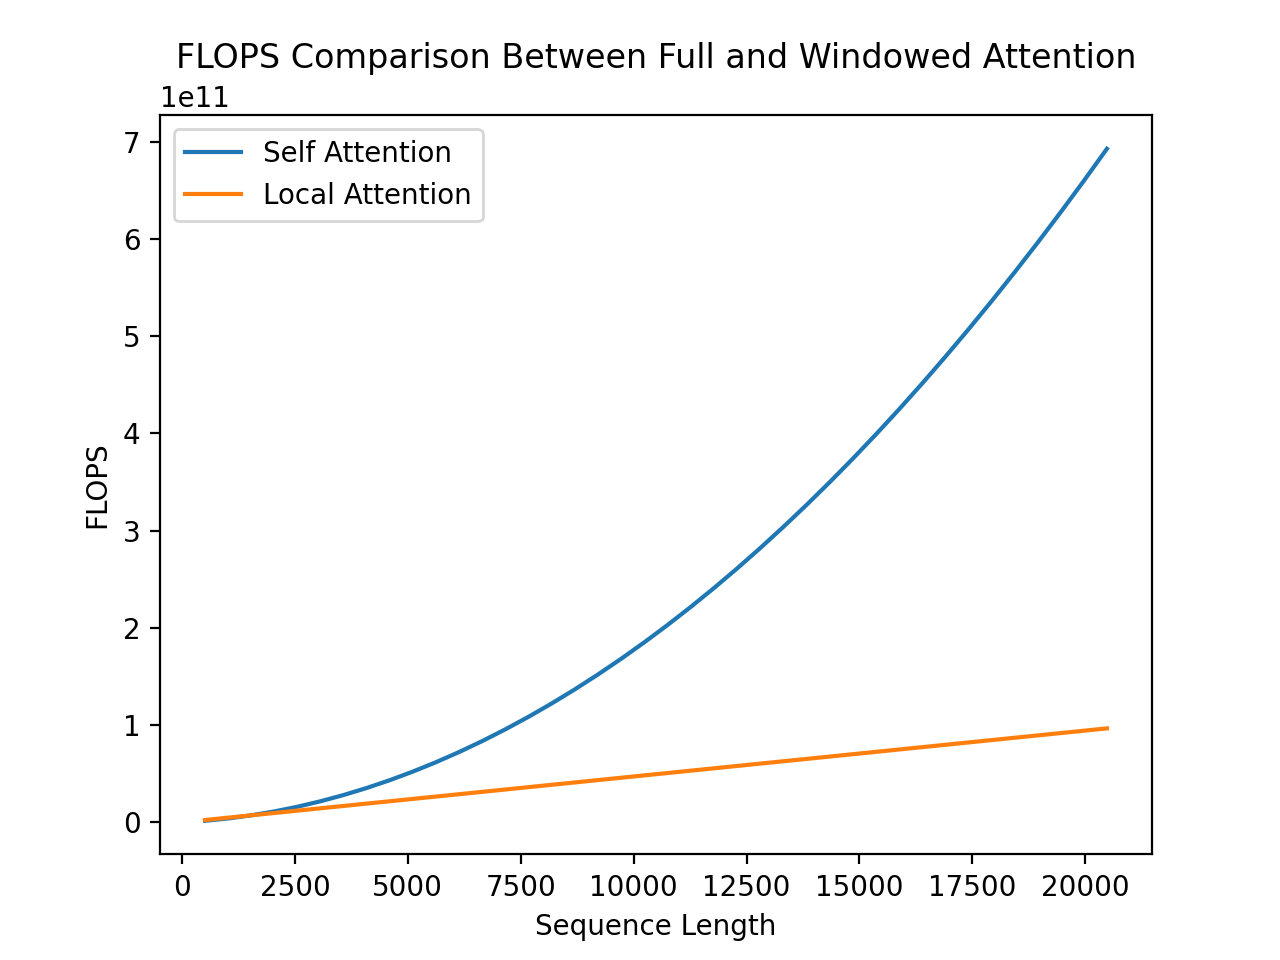 FLOPS Comparison Between Full and Windowed Attention
1e11
Self Attention
Local Attention
7
6
5
4
3
2
1
0
FLOPS
0 2500 5000 7500 10000 12500 15000 17500 20000
Sequence Length